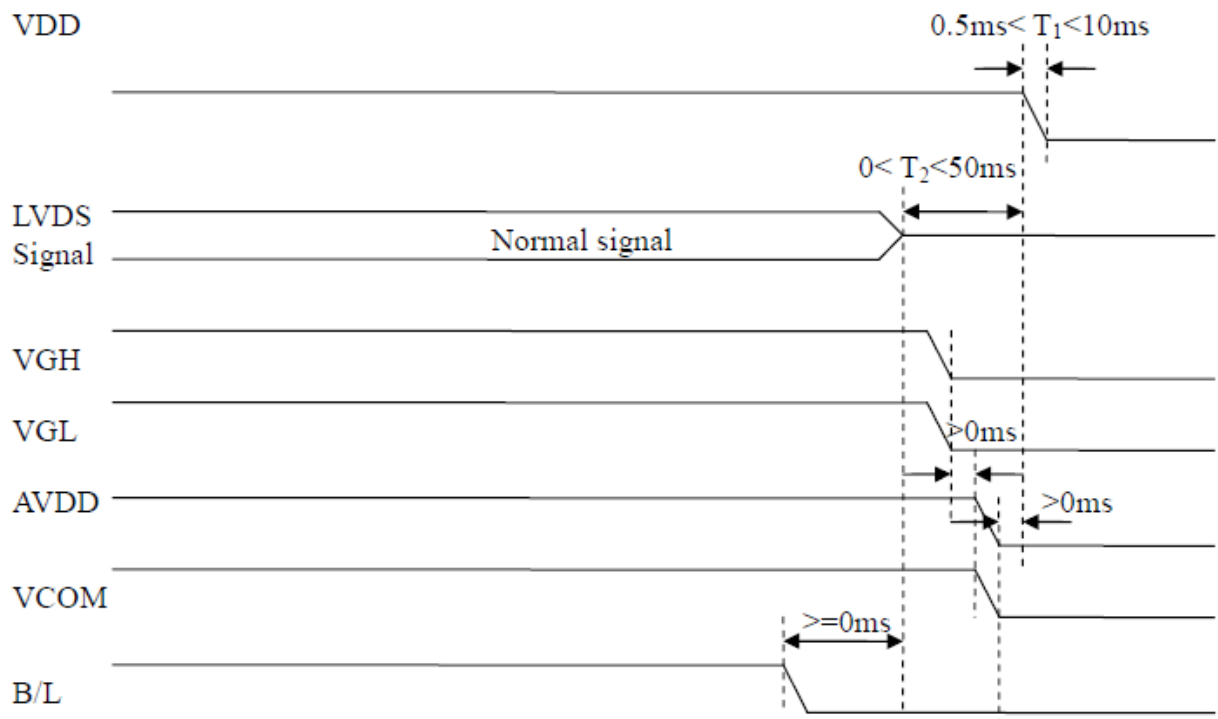 VDD
0.5ms< T₁<10ms
0< T₂<50ms
LVDS
Signal
Normal signal
VGH
VGL
>0ms
AVDD
>0ms
VCOM
>=0ms
B/L